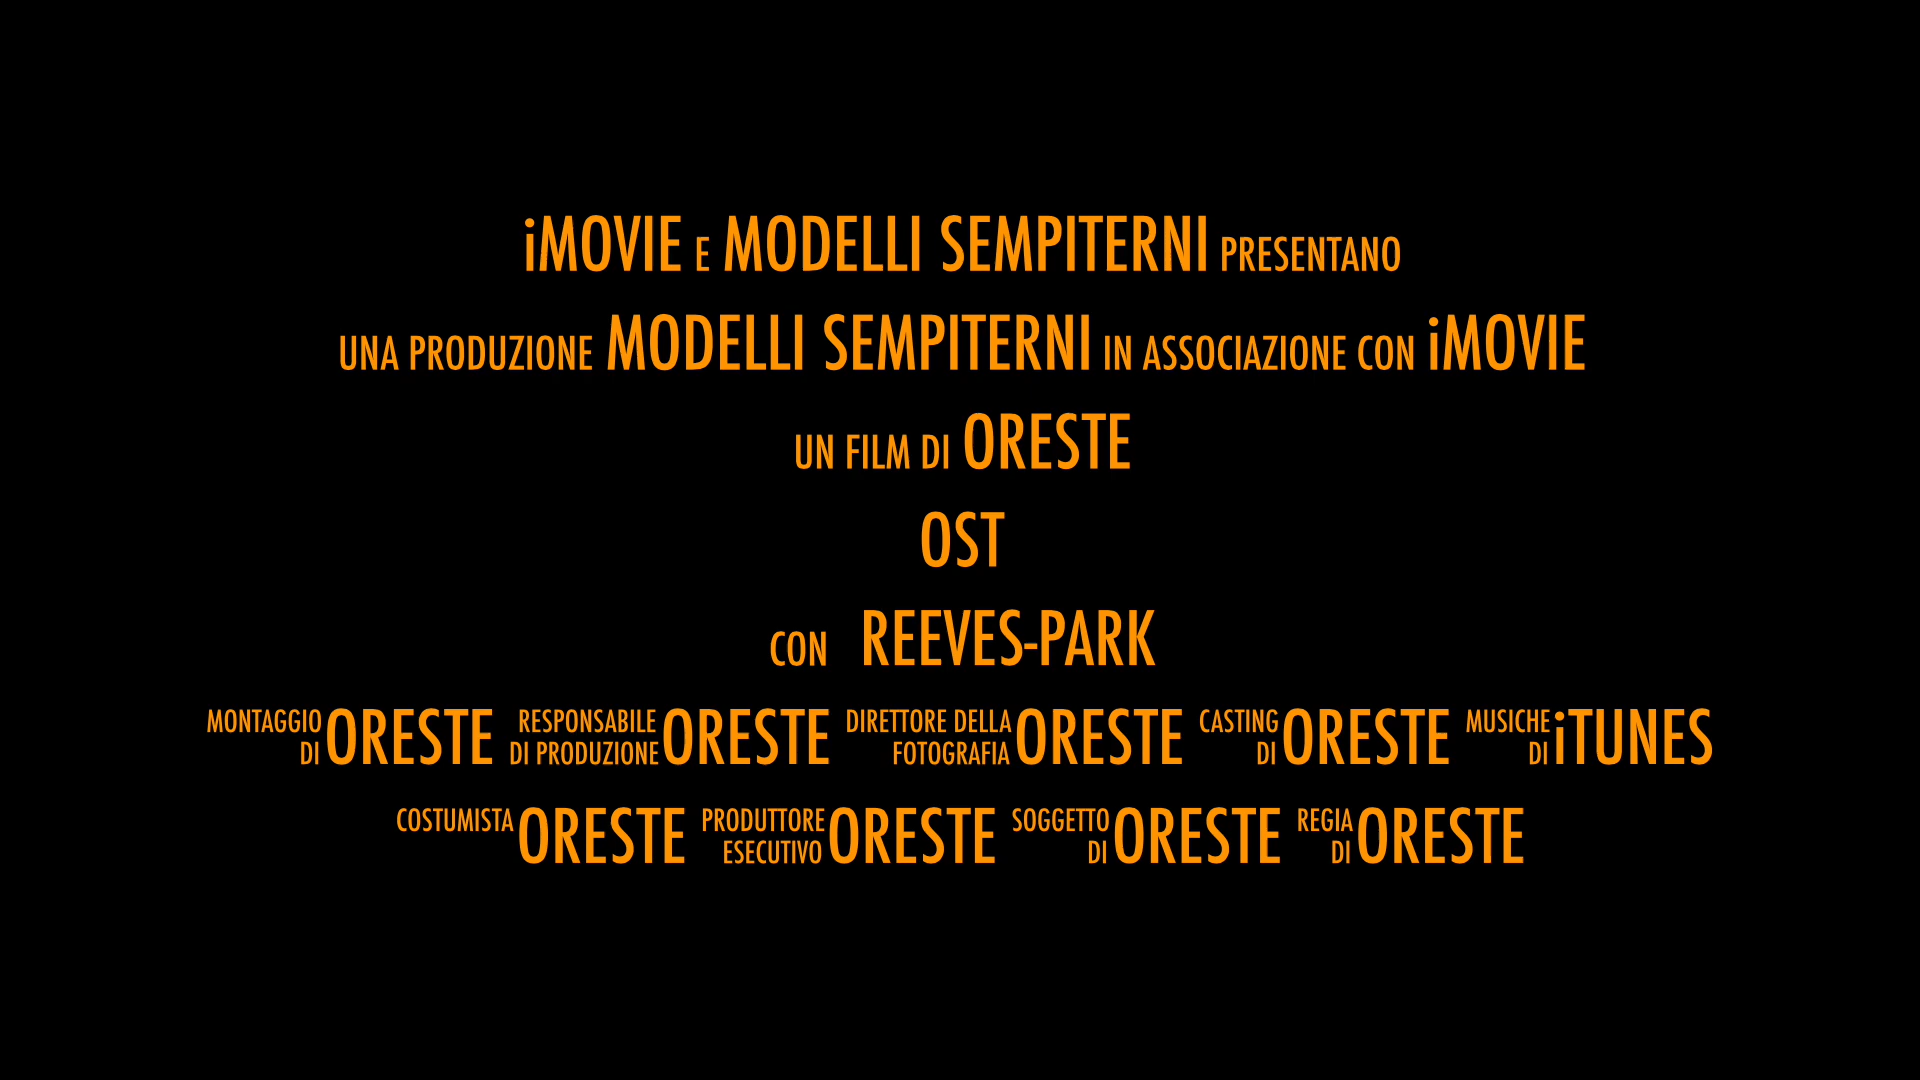 iMOVIE E MODELLI SEMPITERNI PRESENTANO
UNA PRODUZIONE MODELLI SEMPITERNI IN ASSOCIAZIONE CON iMOVIE
UN FILM DI ORESTE
OST
CON REEVES-PARK
MONTAGGIO DI ORESTE RESPONSABILE DI PRODUZIONE ORESTE DIRETTORE DELLA FOTOGRAFIA ORESTE CASTING DI ORESTE MUSICHE DI iTUNES
COSTUMISTA ORESTE PRODUTTORE ESECUTIVO ORESTE SOGGETTO DI ORESTE REGIA DI ORESTE